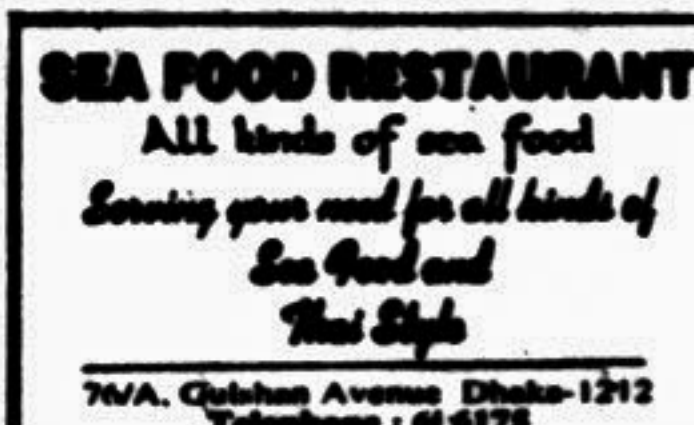 SEA FOOD RESTAURANT
All kinds of sea food
Serving your need for all kinds of
Sea Food and
Thai Style
Gulshan Avenue Dhaka-1212
Telephone :